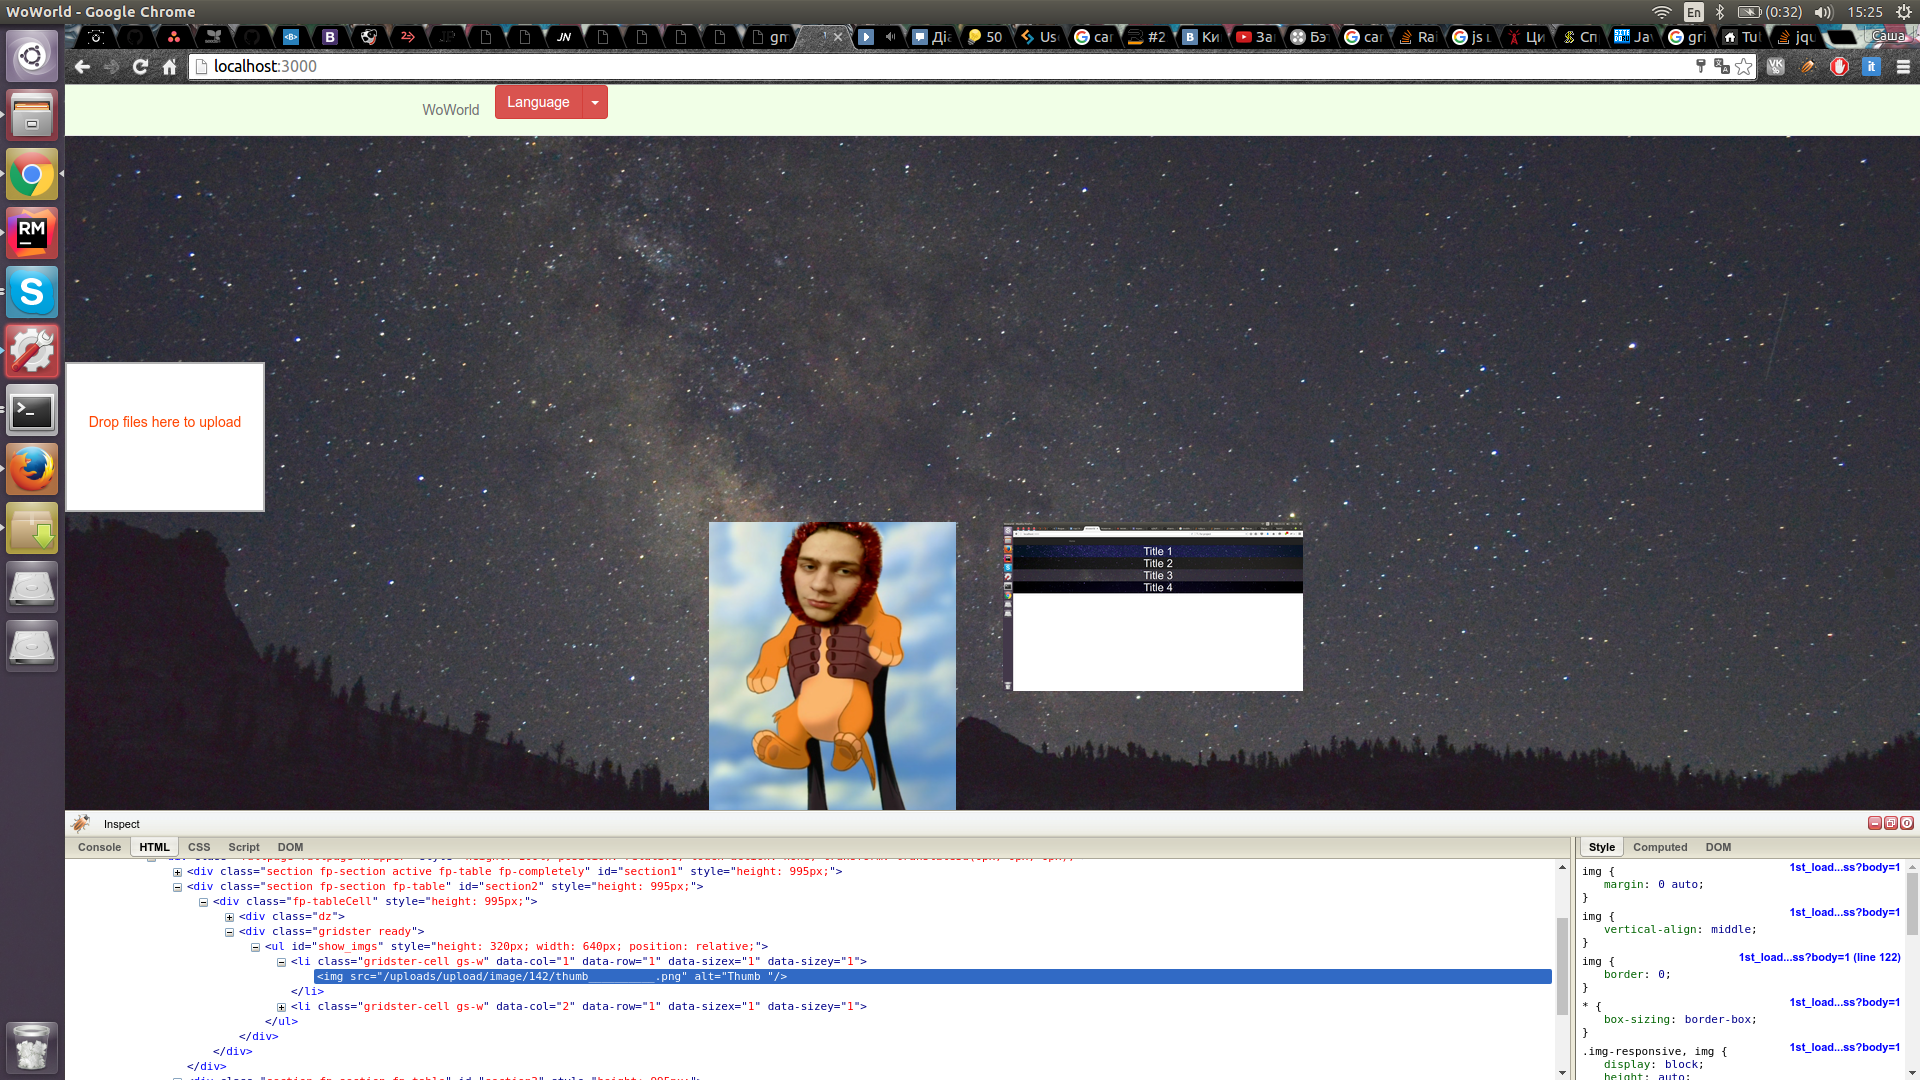 WoWorld - Google Chrome
En
(0:32)
15:25
JN
gm
Діа
50
Us
car
#2
Ки
За
Бэ
car
Rai
js ц
Ци
Сп
Ja
gri
Tut
jqu
Саша
localhost:3000
WoWorld
Language
Drop files here to upload
Title 1
Title 2
Title 3
Title 4
Inspect
Console HTML CSS Script DOM
Style Computed DOM
<div class="section fp-section active fp-table fp-completely" id="section1" style="height: 995px;">
<div class="section fp-section fp-table" id="section2" style="height: 995px;">
<div class="fp-tableCell" style="height: 995px;">
<div class="dz">
<div class="gridster ready">
<ul id="show_imgs" style="height: 320px; width: 640px; position: relative;">
<li class="gridster-cell gs-w" data-col="1" data-row="1" data-sizex="1" data-sizey="1">
<img src="/uploads/upload/image/142/thumb__________.png" alt="Thumb "/>
</li>
<li class="gridster-cell gs-w" data-col="2" data-row="1" data-sizex="1" data-sizey="1">
</ul>
</div>
</div>
</div>
img {
1st_load...ss?body=1
margin: 0 auto;
}
img {
1st_load...ss?body=1
vertical-align: middle;
}
img {
1st_load...ss?body=1 (line 122)
border: 0;
}
* {
1st_load...ss?body=1
box-sizing: border-box;
}
.img-responsive, img {
1st_load...ss?body=1
display: block;
height: auto;